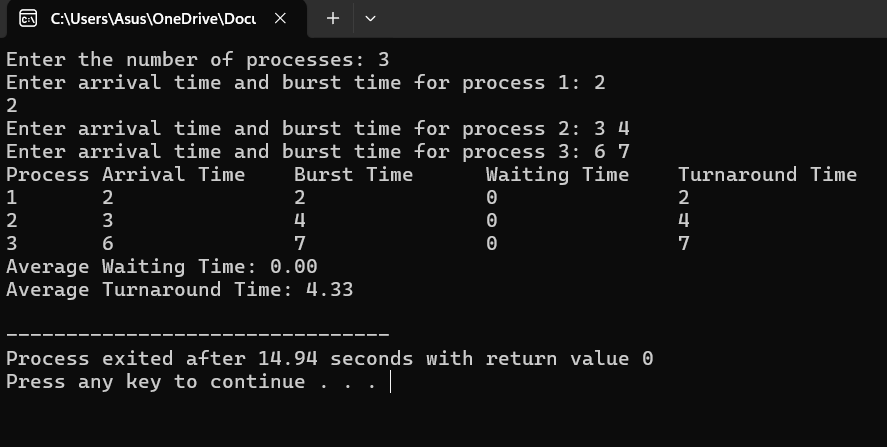 C:\Users\Asus\OneDrive\Docu
Enter the number of processes: 3
Enter arrival time and burst time for process 1: 2
2
Enter arrival time and burst time for process 2: 3 4
Enter arrival time and burst time for process 3: 6 7
Process Arrival Time    Burst Time      Waiting Time    Turnaround Time
1       2               2               0               2
2       3               4               0               4
3       6               7               0               7
Average Waiting Time: 0.00
Average Turnaround Time: 4.33
--------------------------------
Process exited after 14.94 seconds with return value 0
Press any key to continue . . .